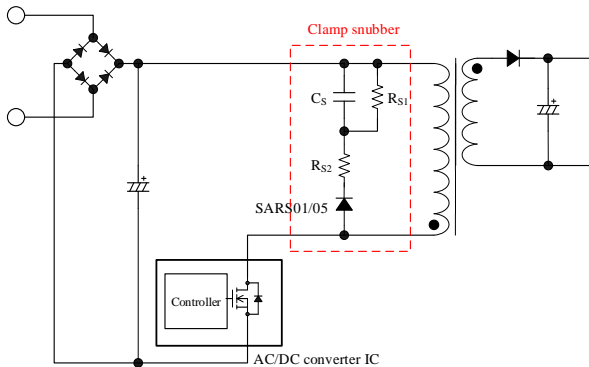 Clamp snubber
CS
RS1
RS2
SARS01/05
Controller
AC/DC converter IC
+
+